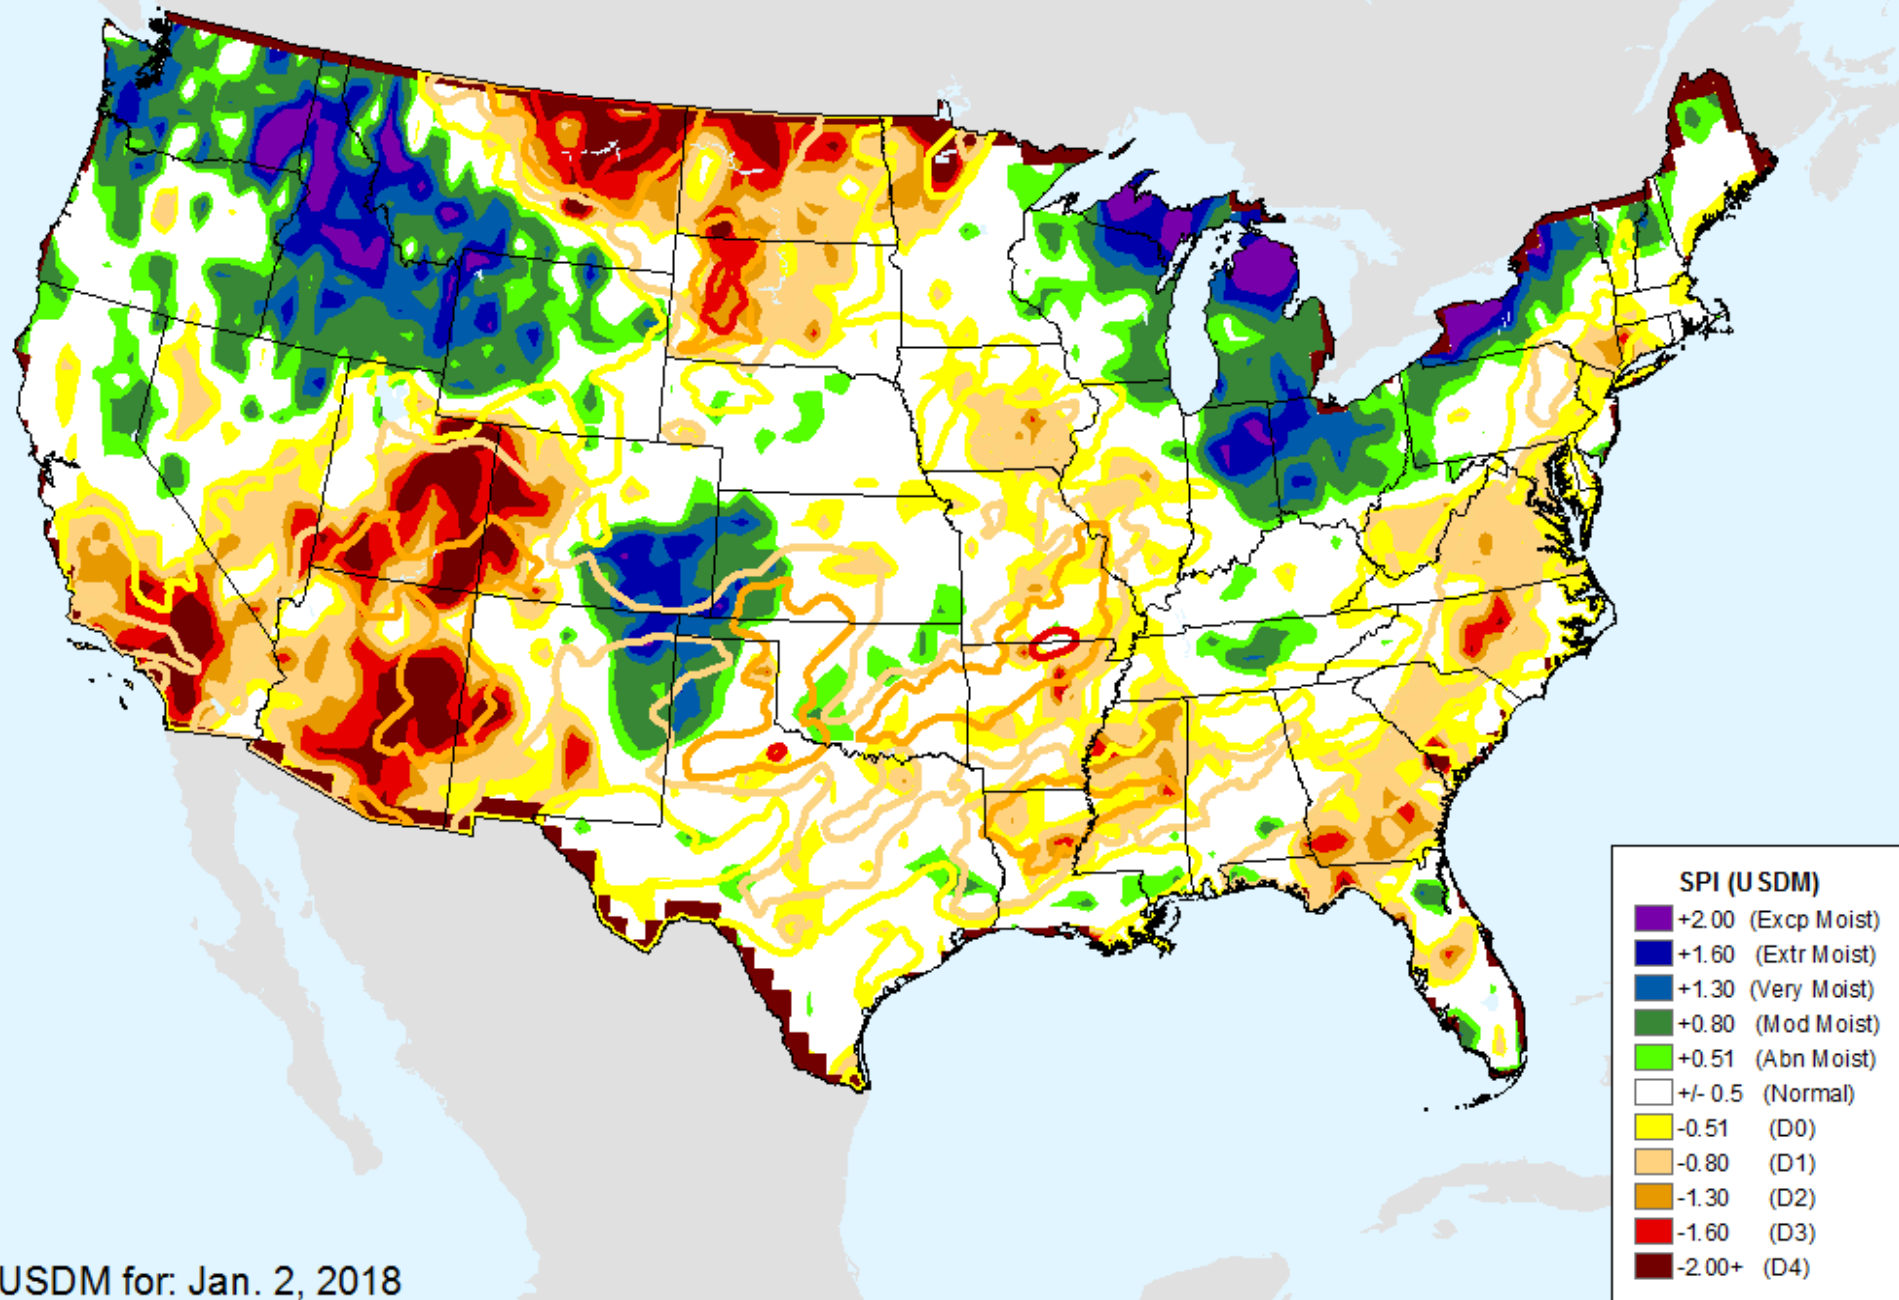 SPI (USDM)
+2.00 (Excp Moist)
+1.60 (Extr Moist)
+1.30 (Very Moist)
+0.80 (Mod Moist)
+0.51 (Abn Moist)
+/- 0.5 (Normal)
-0.51 (D0)
-0.80 (D1)
-1.30 (D2)
-1.60 (D3)
-2.00+ (D4)
USDM for: Jan. 2, 2018